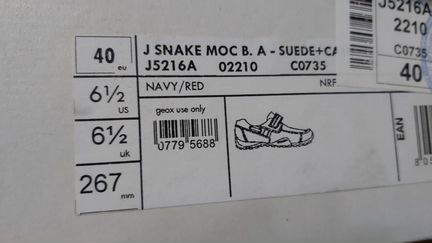 40 eu
J SNAKE MOC B. A - SUEDE+CA
J5216A 02210 C0735
6½ us
NAVY/RED NRF
6½ uk
geox use only
0779 5688
267 mm
EAN
J5216A
2210
C0735
40